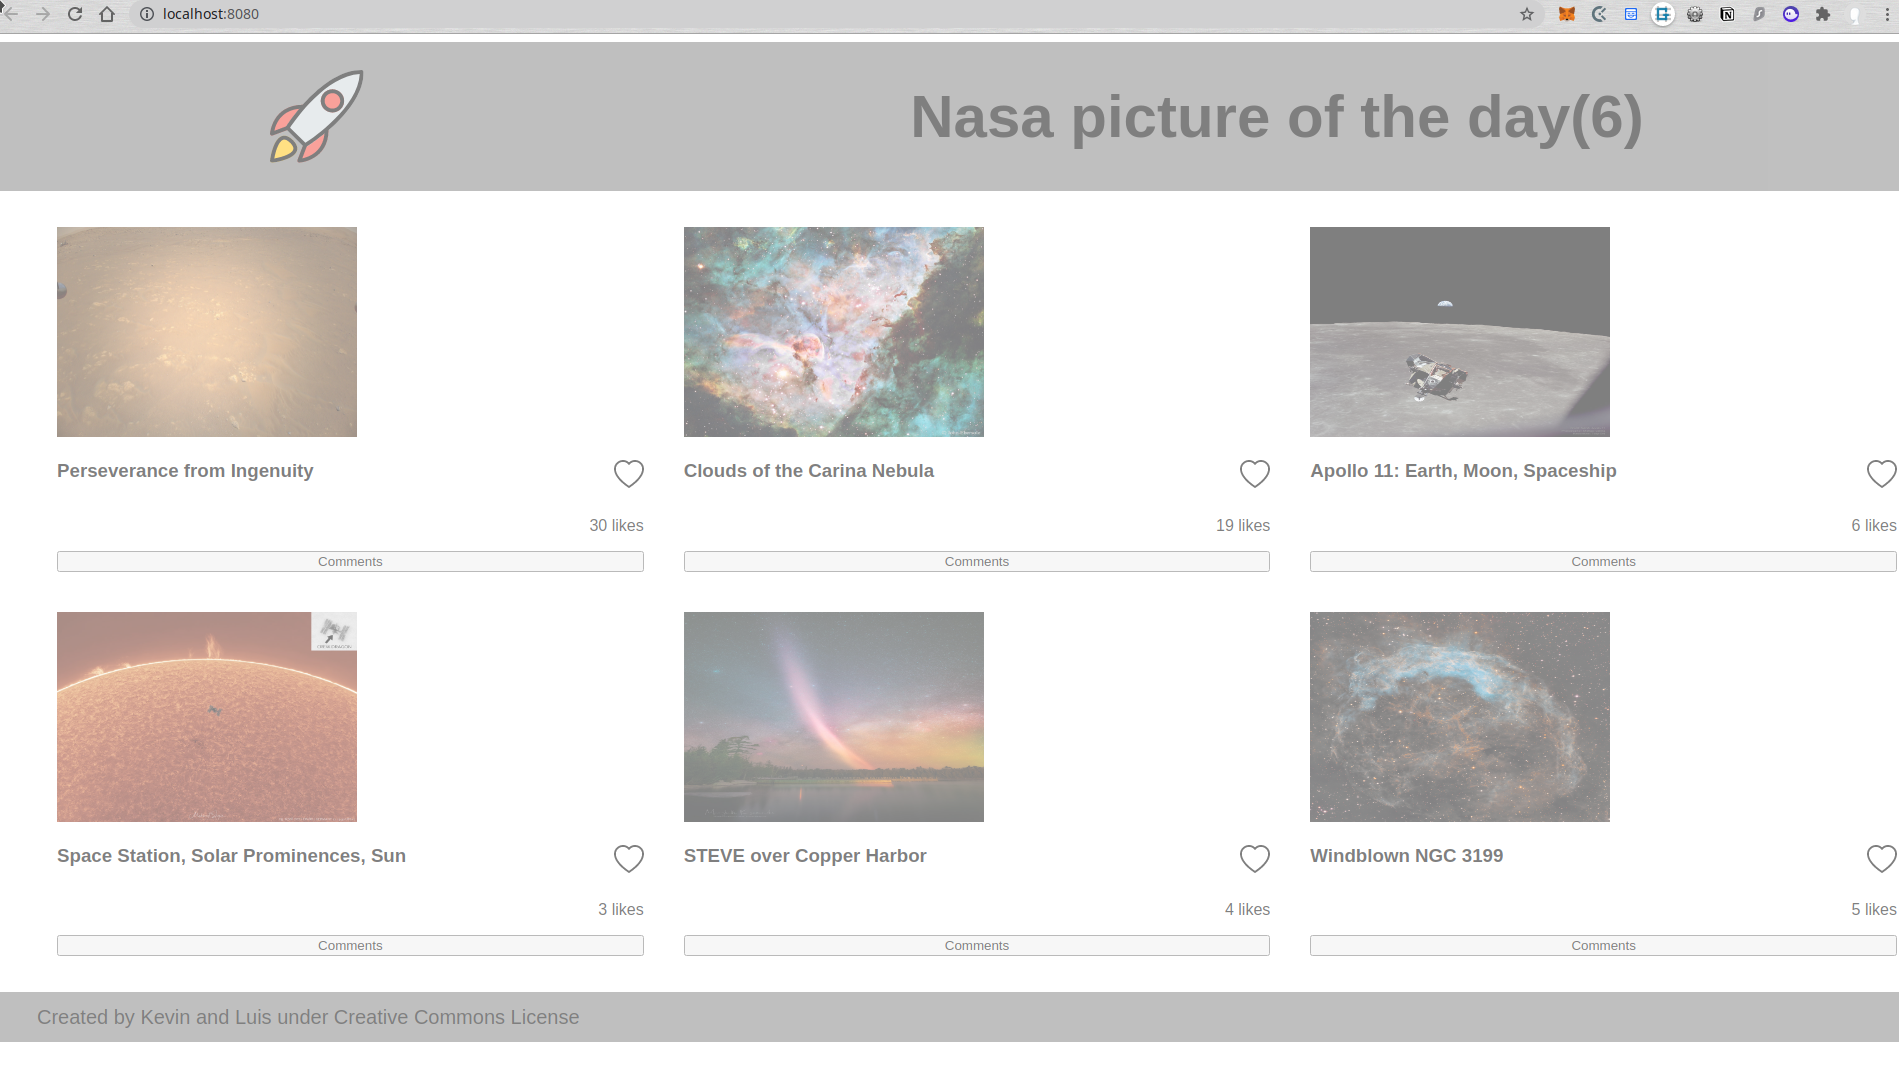 localhost:8080
Nasa picture of the day(6)
Perseverance from Ingenuity
Clouds of the Carina Nebula
Apollo 11: Earth, Moon, Spaceship
30 likes
19 likes
6 likes
Comments
Comments
Comments
Space Station, Solar Prominences, Sun
STEVE over Copper Harbor
Windblown NGC 3199
3 likes
4 likes
5 likes
Comments
Comments
Comments
Created by Kevin and Luis under Creative Commons License